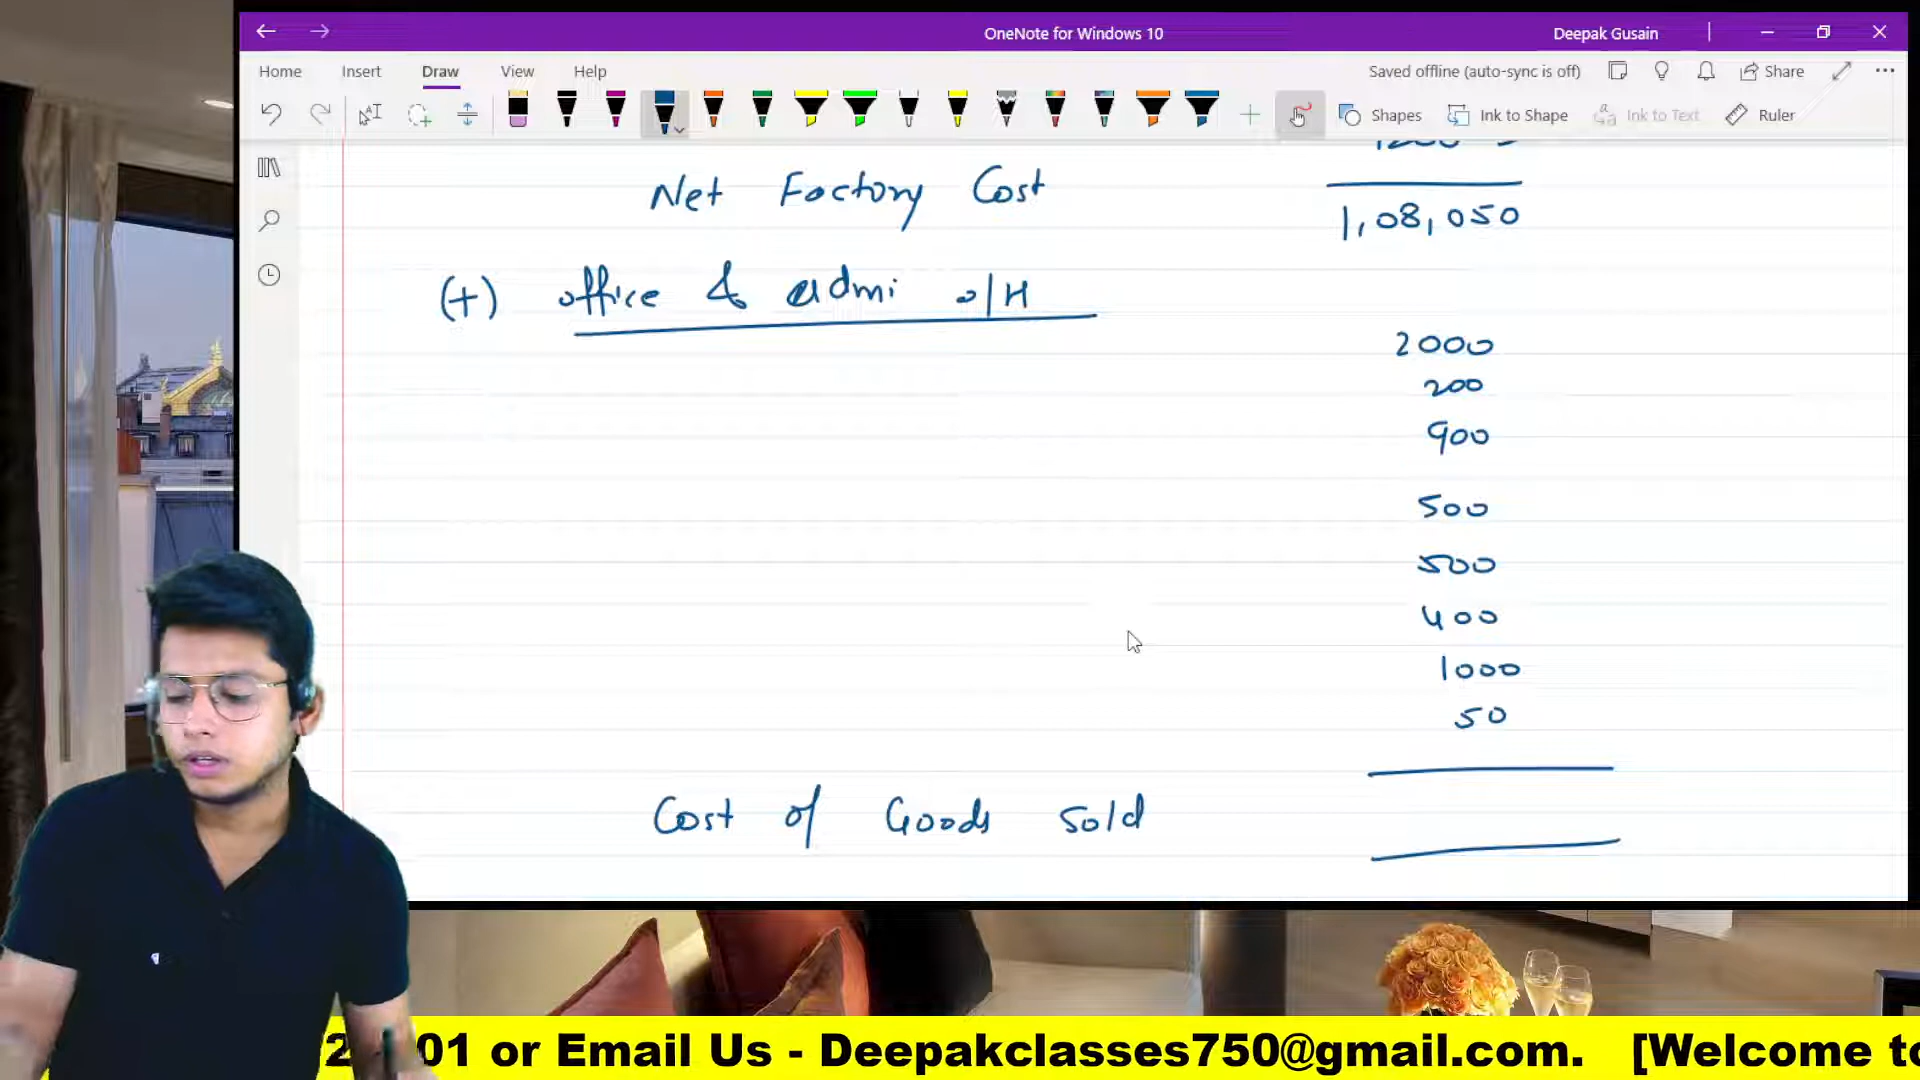 OneNote for Windows 10
Deepak Gusain
Home Insert Draw View Help
Saved offline (auto-sync is off)
Share
Shapes
Ink to Shape
Ink to Text
Ruler
Net Factory Cost
1,08,050
(+) office & admi o/H
2000
200
900
500
500
400
1000
50
Cost of Goods Sold
01 or Email Us - Deepakclasses750@gmail.com. [Welcome to